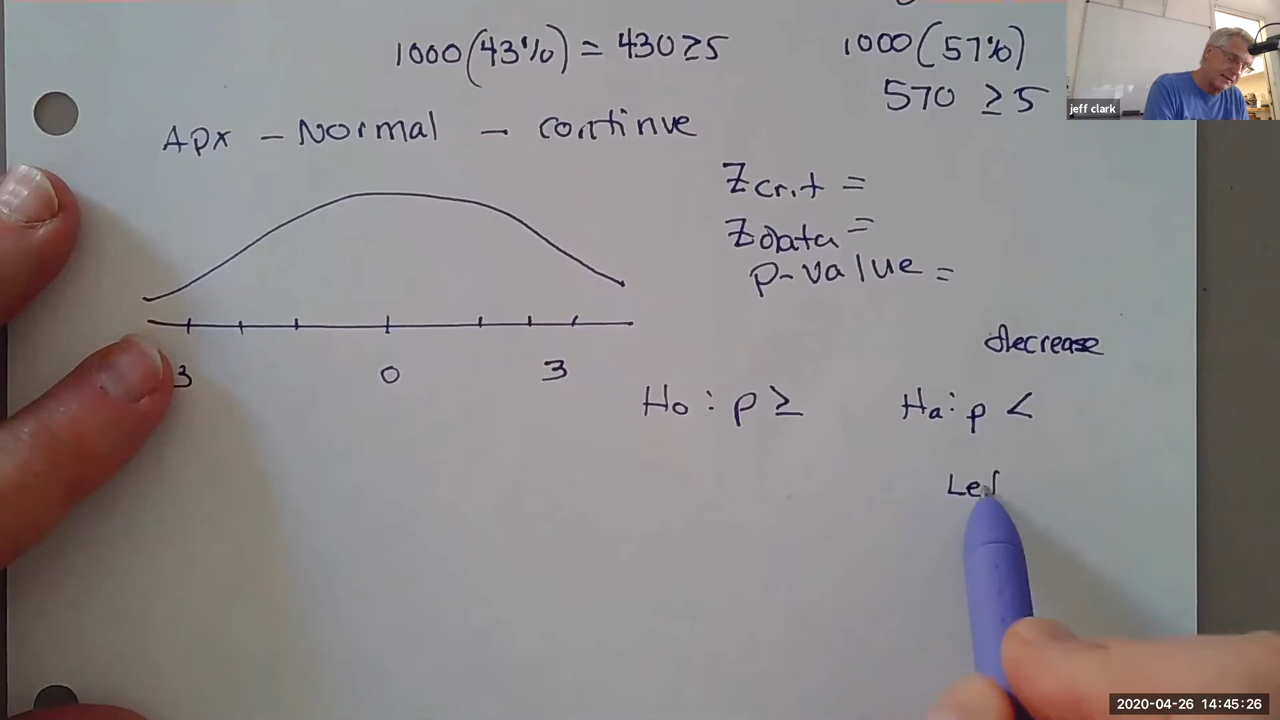 1000(43%) = 430 ≥ 5
1000(57%)
570 ≥ 5
jeff clark
Apx - Normal - continue
Zcrit =
Zdata =
p-value =
decrease
3 0 3
Ho: p ≥
Ha: p <
Lef
2020-04-26 14:45:26